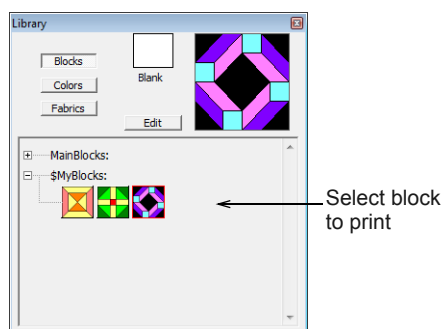 Library
Blocks
Colors
Fabrics
Blank
Edit
MainBlocks:
$MyBlocks:
Select block
to print